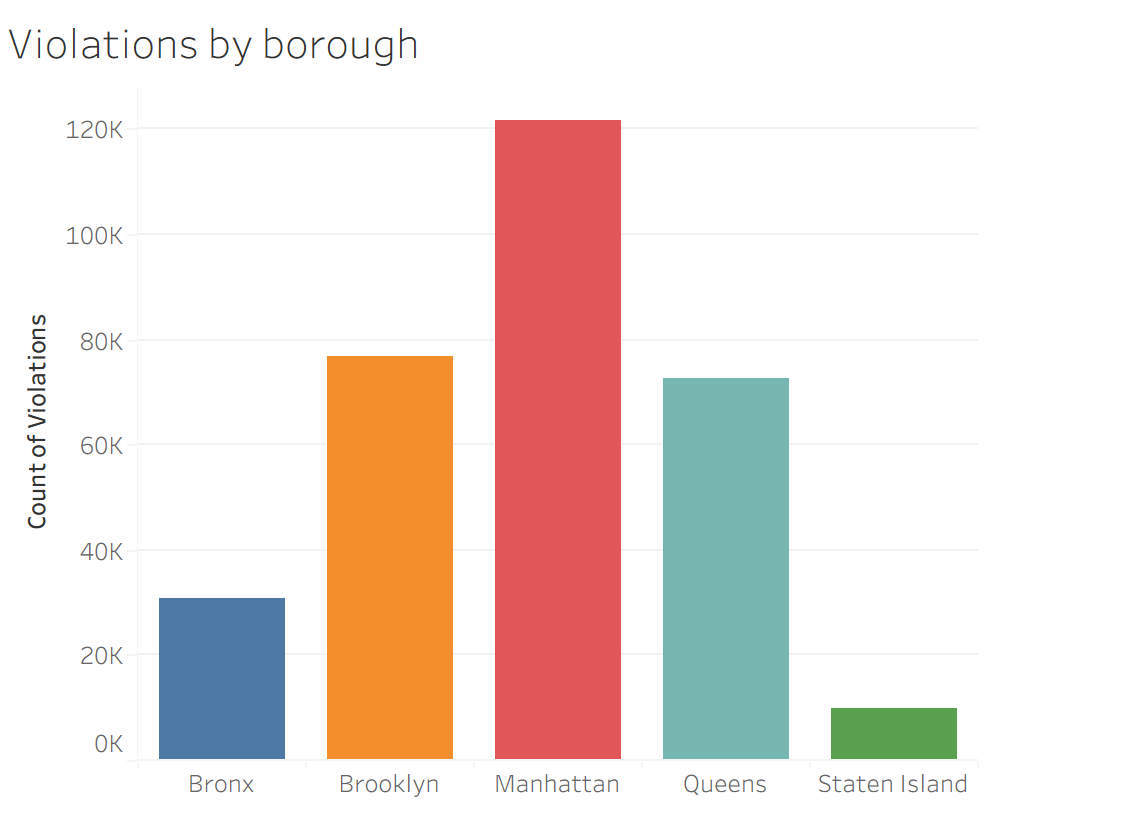 Violations by borough
120K
100K
80K
60K
40K
20K
0K
Count of Violations
Bronx Brooklyn Manhattan Queens Staten Island